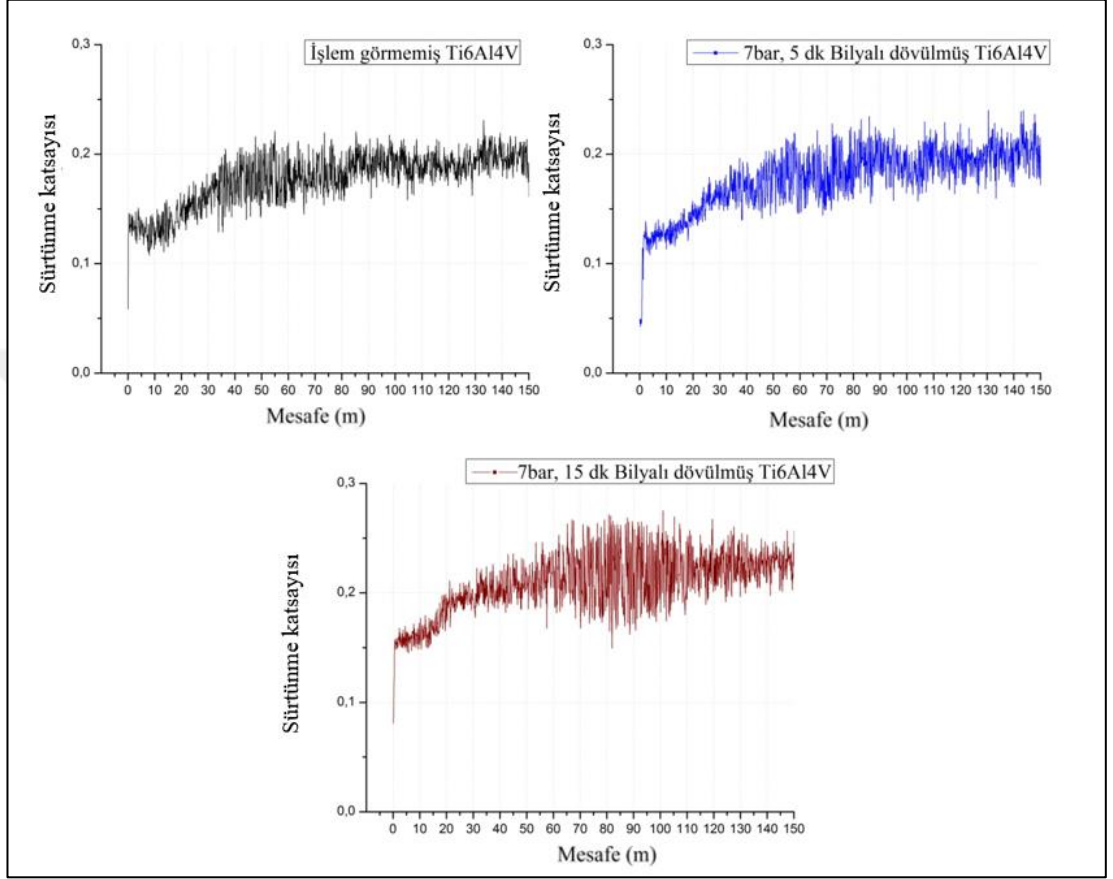 İşlem görmemiş Ti6Al4V
Sürtünme katsayısı
0,3
0,2
0,1
0,0
0 10 20 30 40 50 60 70 80 90 100 110 120 130 140 150
Mesafe (m)
7bar, 5 dk Bilyalı dövülmüş Ti6Al4V
Sürtünme katsayısı
0,3
0,2
0,1
0,0
0 10 20 30 40 50 60 70 80 90 100 110 120 130 140 150
Mesafe (m)
7bar, 15 dk Bilyalı dövülmüş Ti6Al4V
Sürtünme katsayısı
0,3
0,2
0,1
0,0
0 10 20 30 40 50 60 70 80 90 100 110 120 130 140 150
Mesafe (m)